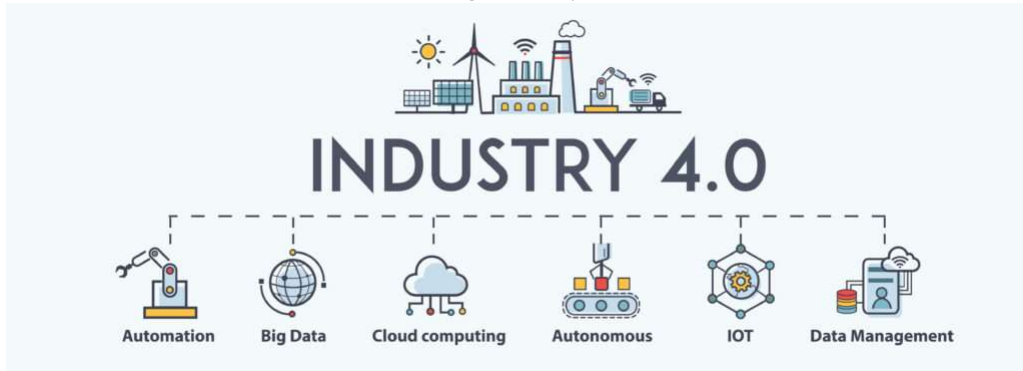 INDUSTRY 4.0
Automation Big Data Cloud computing Autonomous IOT Data Management